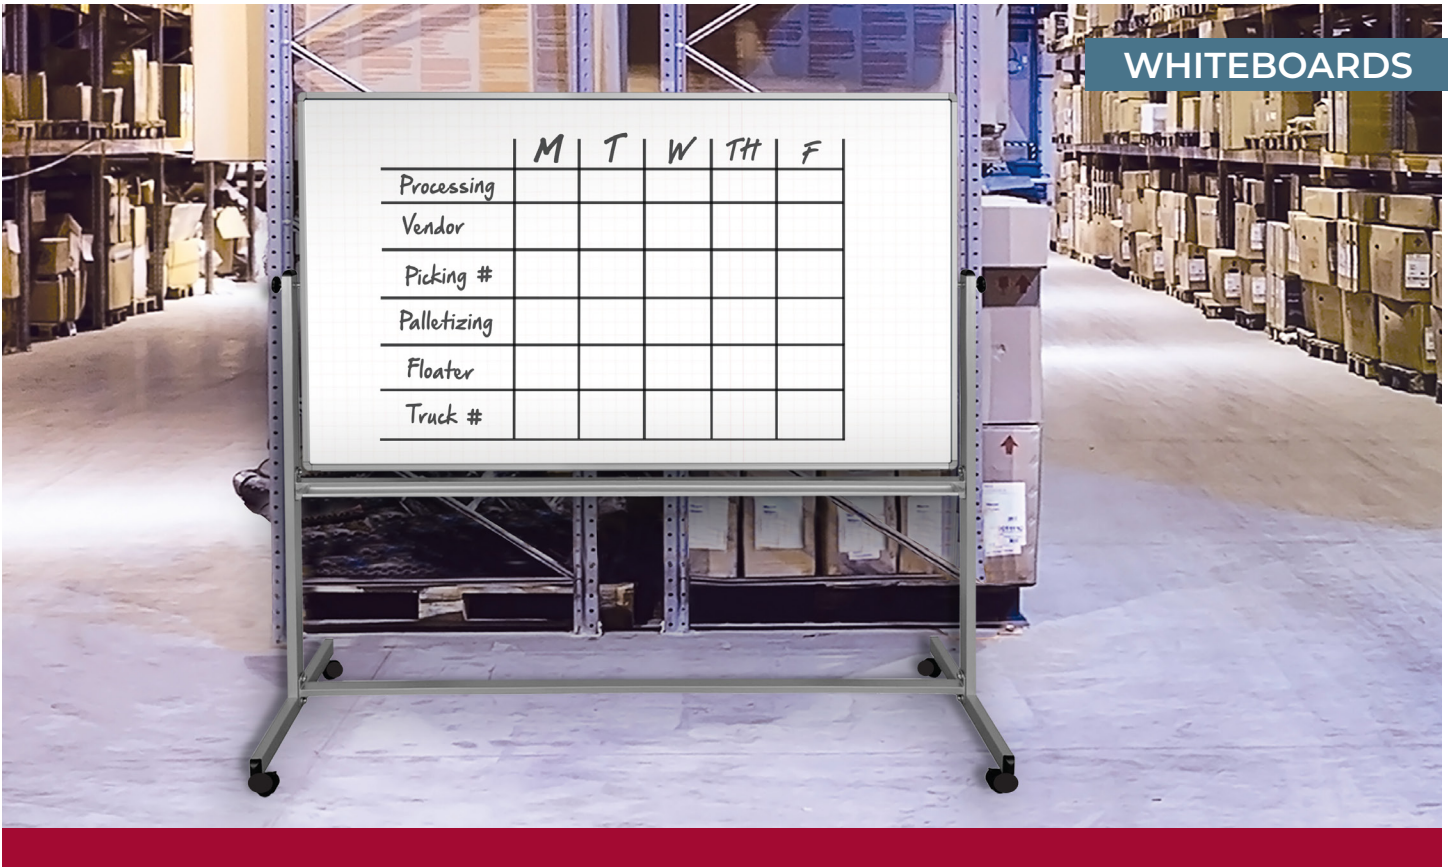 WHITEBOARDS
M T W TH F
Processing
Vendor
Picking #
Palletizing
Floater
Truck #